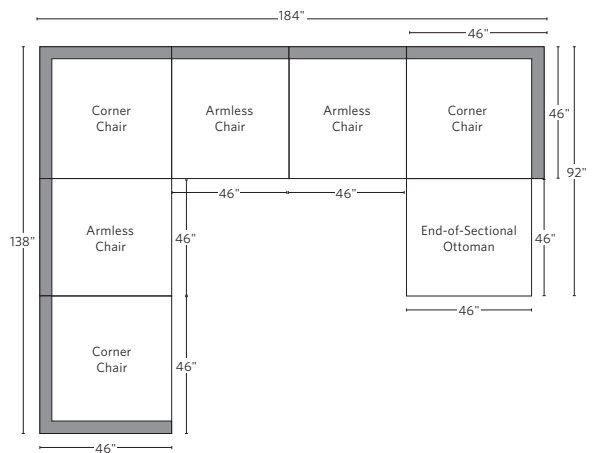 184"
46"
Corner
Chair
Armless
Chair
Armless
Chair
Corner
Chair
46"
92"
46"
46"
138"
Armless
Chair
46"
End-of-Sectional
Ottoman
46"
46"
Corner
Chair
46"
46"